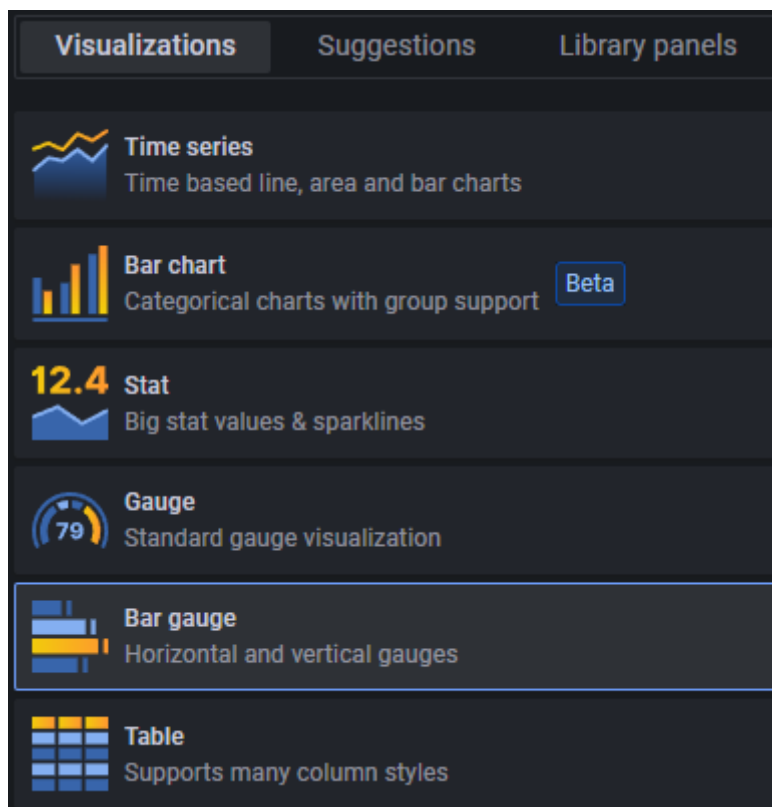 Visualizations Suggestions Library panels
Time series
Time based line, area and bar charts
Bar chart
Categorical charts with group support Beta
12.4 Stat
Big stat values & sparklines
Gauge
79
Standard gauge visualization
Bar gauge
Horizontal and vertical gauges
Table
Supports many column styles